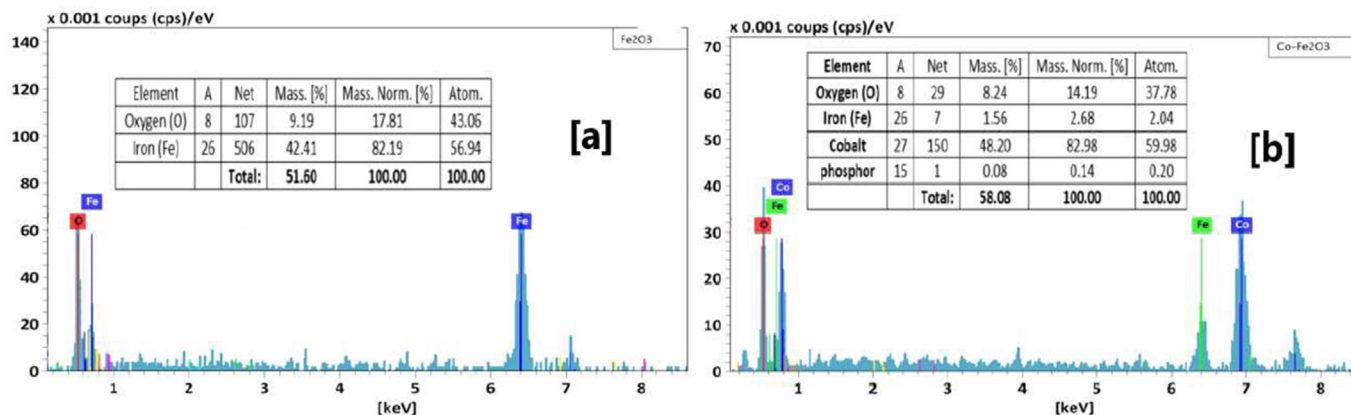 x 0.001 coups (cps)/eV
Fe2O3
140
120
100
80
60
40
20
0
Element A Net Mass. [%] Mass. Norm. [%] Atom.
Oxygen (O) 8 107 9.19 17.81 43.06
Iron (Fe) 26 506 42.41 82.19 56.94
Total: 51.60 100.00 100.00
[a]
Fe
O
Fe
1 2 3 4 5 6 7 8
[keV]
x 0.001 coups (cps)/eV
Co-Fe2O3
70
60
50
40
30
20
10
0
Element A Net Mass. [%] Mass. Norm. [%] Atom.
Oxygen (O) 8 29 8.24 14.19 37.78
Iron (Fe) 26 7 1.56 2.68 2.04
Cobalt 27 150 48.20 82.98 59.98
phosphor 15 1 0.08 0.14 0.20
Total: 58.08 100.00 100.00
[b]
Co
Fe
O
Fe
Co
1 2 3 4 5 6 7 8
[keV]